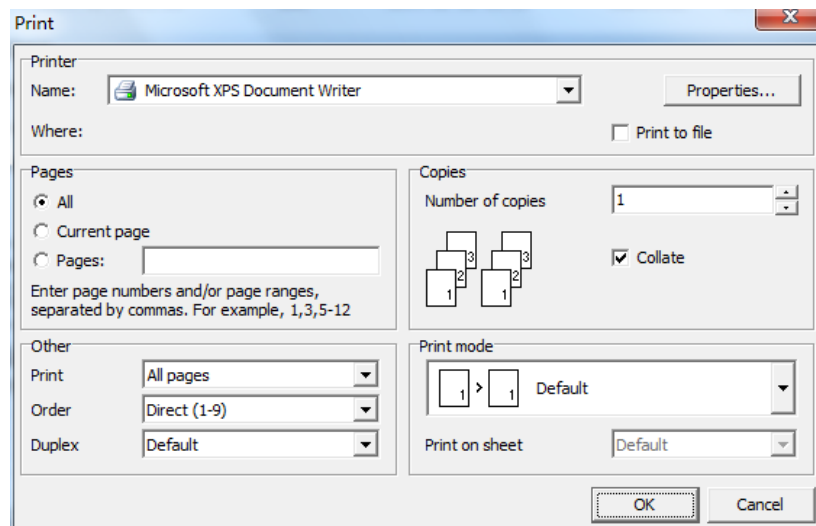 Print
Printer
Name: Microsoft XPS Document Writer Properties...
Where: Print to file
Pages
All
Current page
Pages:
Enter page numbers and/or page ranges,
separated by commas. For example, 1,3,5-12
Copies
Number of copies 1
3 3
2 2
1 1
Collate
Other
Print All pages
Order Direct (1-9)
Duplex Default
Print mode
1 > 1 Default
Print on sheet Default
OK Cancel